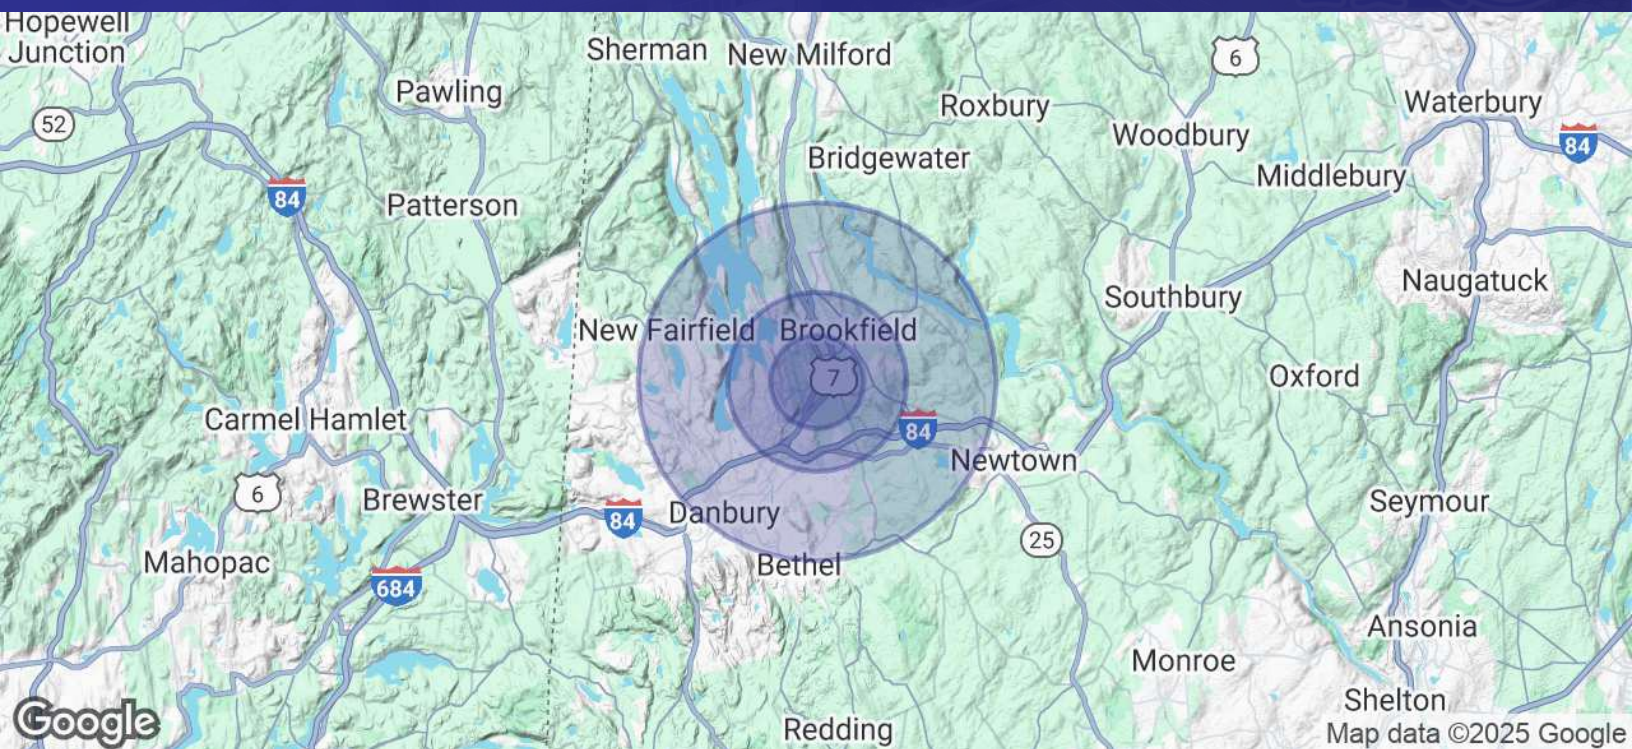 Hopewell
Junction
Sherman
New Milford
6
Pawling
Roxbury
Waterbury
52
Woodbury
84
Bridgewater
Middlebury
84
Patterson
Naugatuck
Southbury
New Fairfield
Brookfield
7
Oxford
Carmel Hamlet
84
Newtown
6
Brewster
Seymour
84
Danbury
25
Mahopac
Bethel
684
Ansonia
Monroe
Shelton
Google
Redding
Map data ©2025 Google